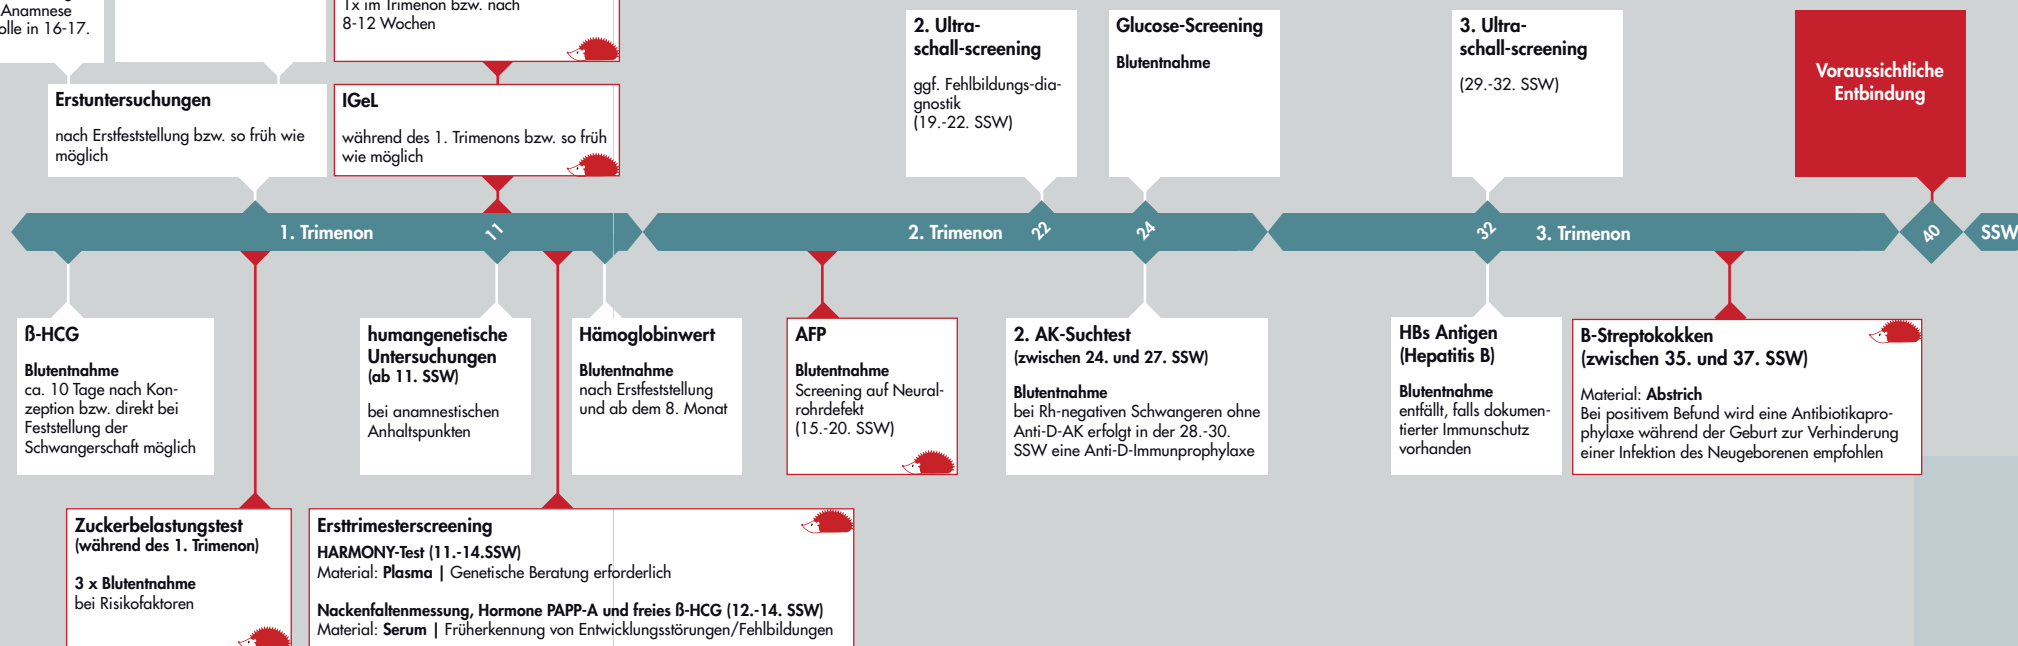 Anamnese
olle in 16-17.
1x im Trimenon bzw. nach
8-12 Wochen
Erstuntersuchungen
nach Erstfeststellung bzw. so früh wie
möglich
IGeL
während des 1. Trimenons bzw. so früh
wie möglich
2. Ultra-
schall-screening
ggf. Fehlbildungs-dia-
gnostik
(19.-22. SSW)
Glucose-Screening
Blutentnahme
3. Ultra-
schall-screening
(29.-32. SSW)
Voraussichtliche
Entbindung
1. Trimenon
11
2. Trimenon
22
24
32
3. Trimenon
40
SSW
ß-HCG
Blutentnahme
ca. 10 Tage nach Kon-
zeption bzw. direkt bei
Feststellung der
Schwangerschaft möglich
humangenetische
Untersuchungen
(ab 11. SSW)
bei anamnestischen
Anhaltspunkten
Hämoglobinwert
Blutentnahme
nach Erstfeststellung
und ab dem 8. Monat
AFP
Blutentnahme
Screening auf Neural-
rohrdefekt
(15.-20. SSW)
2. AK-Suchtest
(zwischen 24. und 27. SSW)
Blutentnahme
bei Rh-negativen Schwangeren ohne
Anti-D-AK erfolgt in der 28.-30.
SSW eine Anti-D-Immunprophylaxe
HBs Antigen
(Hepatitis B)
Blutentnahme
entfällt, falls dokumen-
tierter Immunschutz
vorhanden
B-Streptokokken
(zwischen 35. und 37. SSW)
Material: Abstrich
Bei positivem Befund wird eine Antibiotikapro-
phylaxe während der Geburt zur Verhinderung
einer Infektion des Neugeborenen empfohlen
Zuckerbelastungstest
(während des 1. Trimenon)
3 x Blutentnahme
bei Risikofaktoren
Ersttrimesterscreening
HARMONY-Test (11.-14.SSW)
Material: Plasma | Genetische Beratung erforderlich
Nackenfaltenmessung, Hormone PAPP-A und freies ß-HCG (12.-14. SSW)
Material: Serum | Früherkennung von Entwicklungsstörungen/Fehlbildungen